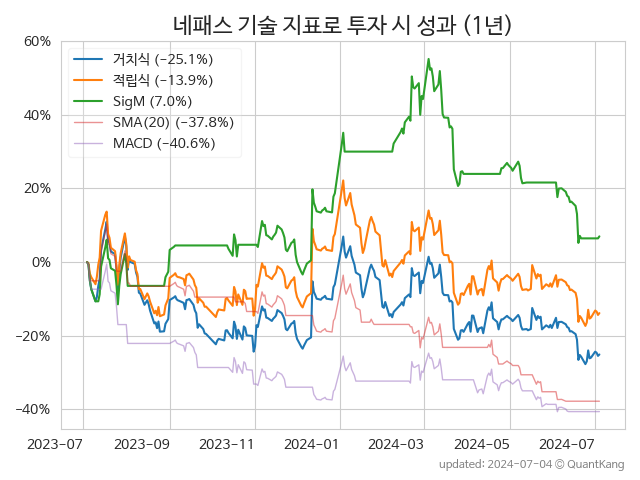 네패스 기술 지표로 투자 시 성과 (1년)
60%
40%
20%
0%
−20%
−40%
거치식 (−25.1%)
적립식 (−13.9%)
SigM (7.0%)
SMA(20) (−37.8%)
MACD (−40.6%)
2023-07 2023-09 2023-11 2024-01 2024-03 2024-05 2024-07
updated: 2024-07-04 © QuantKang